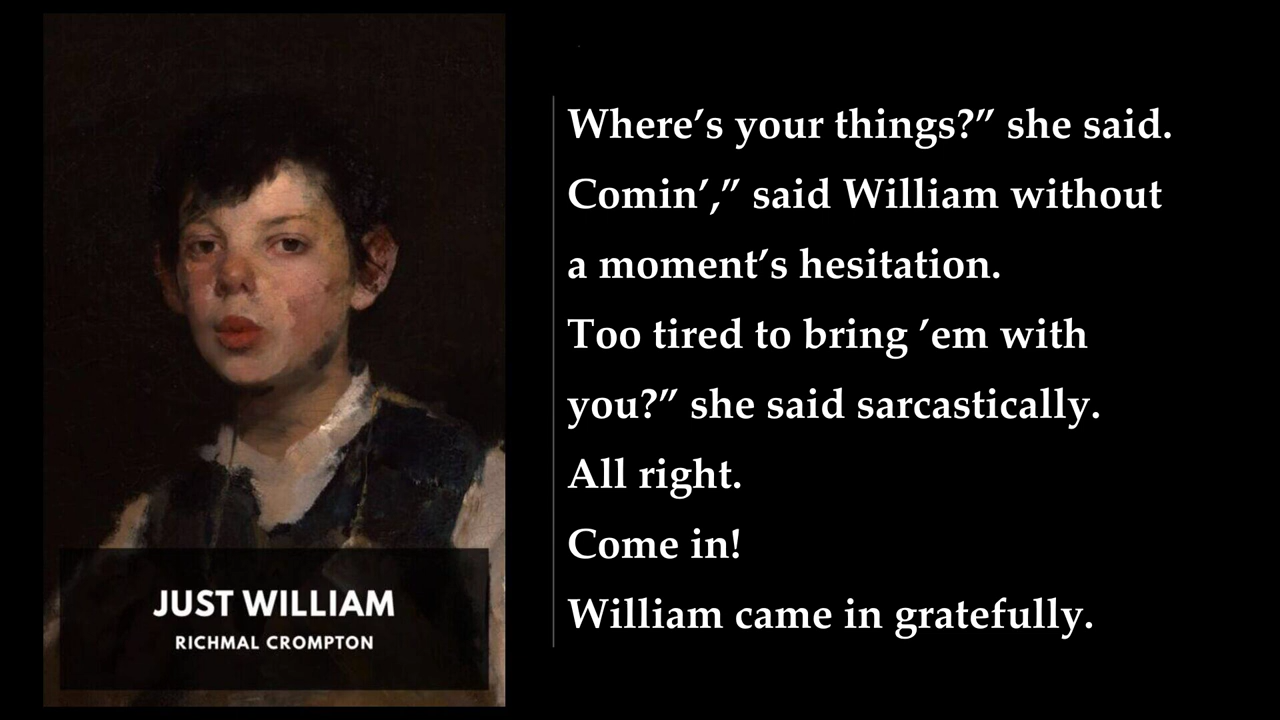 JUST WILLIAM
RICHMAL CROMPTON
Where’s your things?” she said.
Comin’,” said William without
a moment’s hesitation.
Too tired to bring ’em with
you?” she said sarcastically.
All right.
Come in!
William came in gratefully.